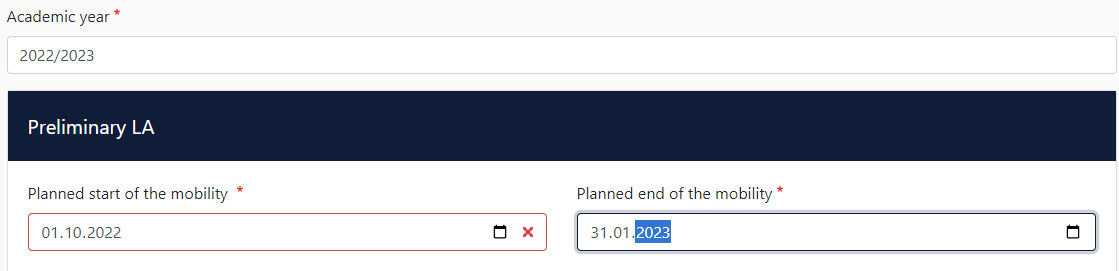 Academic year *
2022/2023
Preliminary LA
Planned start of the mobility *
Planned end of the mobility *
01.10.2022
31.01.2023